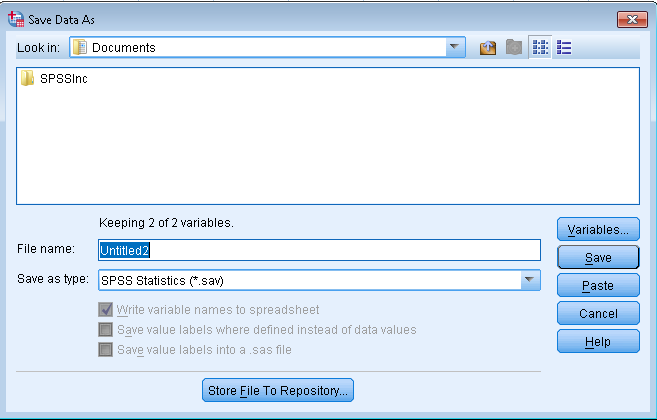 Save Data As
Look in: Documents
SPSSInc
Keeping 2 of 2 variables.
File name: Untitled2
Save as type: SPSS Statistics (*.sav)
Write variable names to spreadsheet
Save value labels where defined instead of data values
Save value labels into a .sas file
Variables...
Save
Paste
Cancel
Help
Store File To Repository...